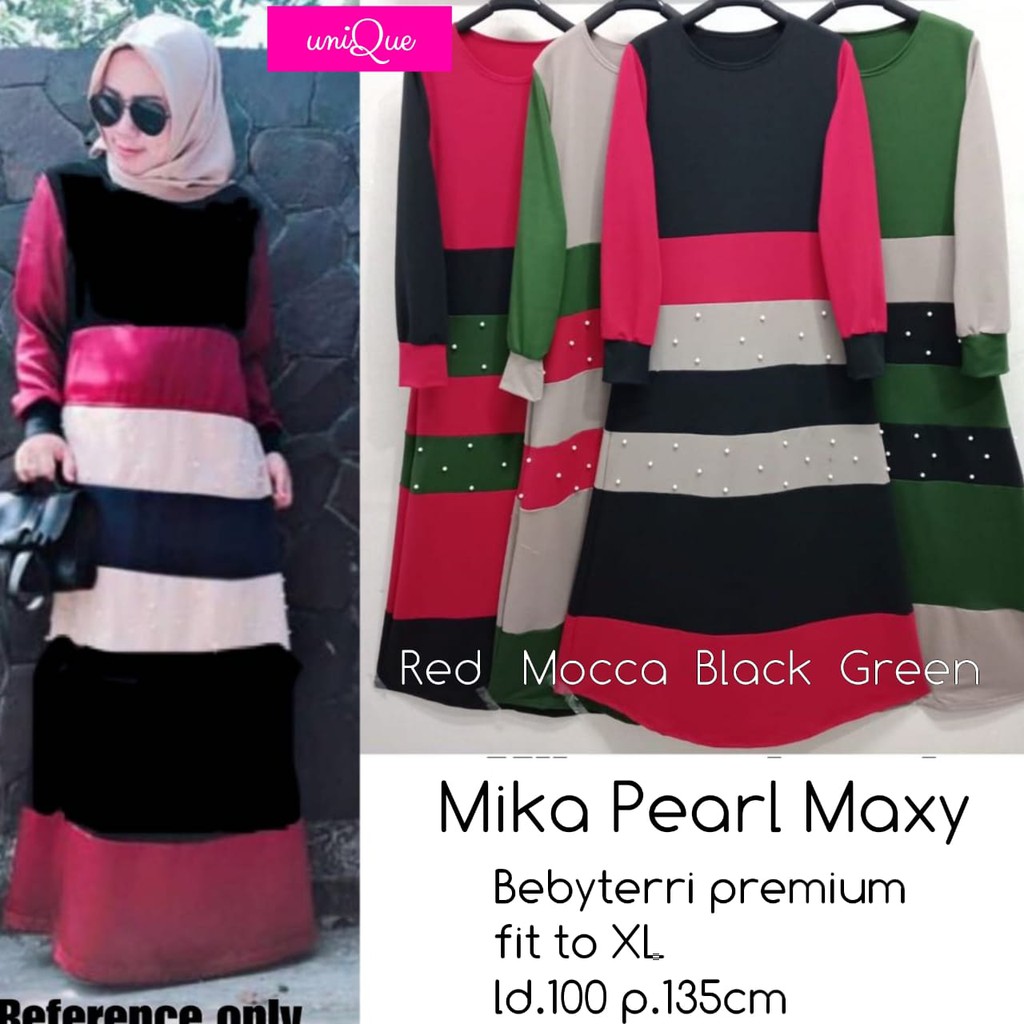 uniQue
Red Mocca Black Green
Mika Pearl Maxy
Bebyterri premium
fit to XL
ld.100 p.135cm
Reference only